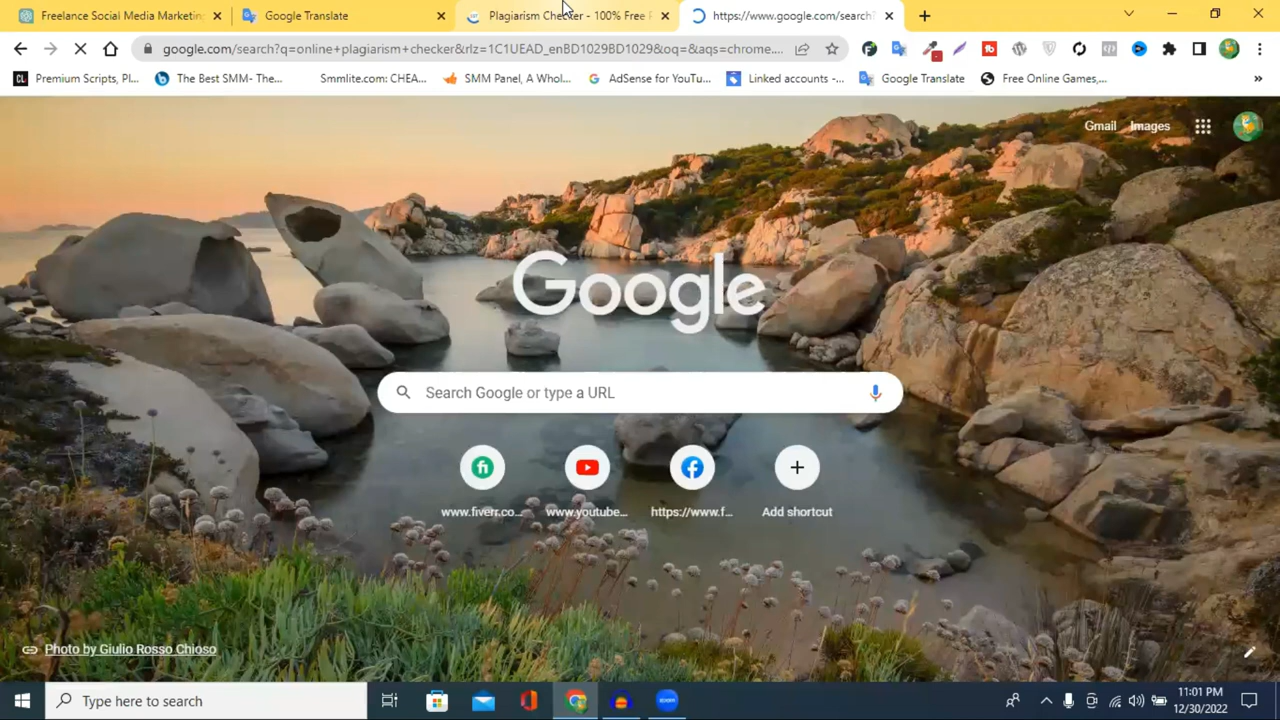 Freelance Social Media Marketing
Google Translate
Plagiarism Checker - 100% Free P
https://www.google.com/search?
google.com/search?q=online+plagiarism+checker&rlz=1C1UEAD_enBD1029BD1029&oq=&aqs=chrome....
CL Premium Scripts, Pl...
The Best SMM- The...
Smmlite.com: CHEA...
SMM Panel, A Whol...
AdSense for YouTu...
Linked accounts -...
Google Translate
Free Online Games,...
»
Gmail Images
Google
Search Google or type a URL
fi
www.fiverr.co...
www.youtube...
https://www.f...
Add shortcut
Photo by Giulio Rosso Chioso
Type here to search
zoom
11:01 PM
12/30/2022